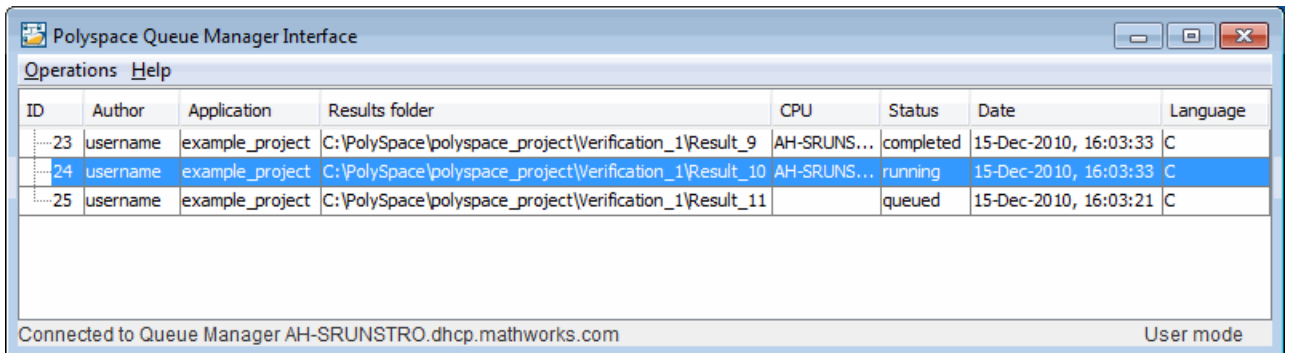 Polyspace Queue Manager Interface
Operations Help
ID Author Application Results folder CPU Status Date Language
23 username example_project C:\PolySpace\polyspace_project\Verification_1\Result_9 AH-SRUNS... completed 15-Dec-2010, 16:03:33 C
24 username example_project C:\PolySpace\polyspace_project\Verification_1\Result_10 AH-SRUNS... running 15-Dec-2010, 16:03:33 C
25 username example_project C:\PolySpace\polyspace_project\Verification_1\Result_11 queued 15-Dec-2010, 16:03:21 C
Connected to Queue Manager AH-SRUNSTRO.dhcp.mathworks.com User mode